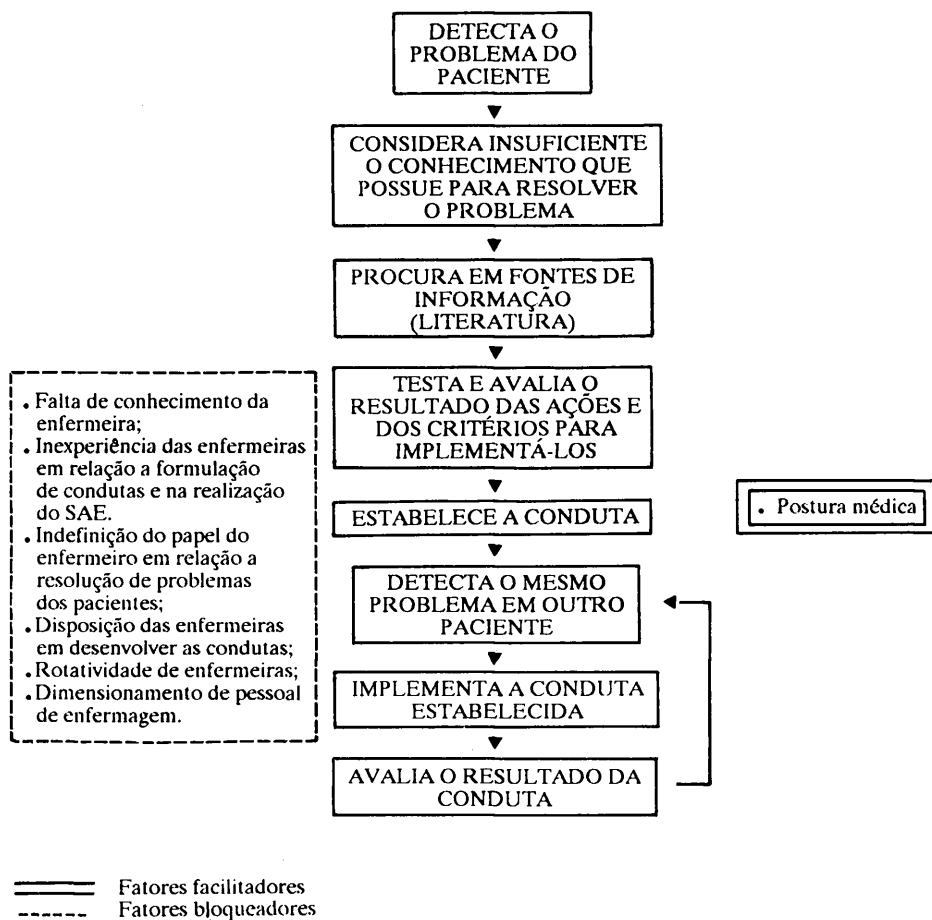 DETECTA O
PROBLEMA DO
PACIENTE
CONSIDERA INSUFICIENTE
O CONHECIMENTO QUE
POSSUE PARA RESOLVER
O PROBLEMA
PROCURA EM FONTES DE
INFORMAÇÃO
(LITERATURA)
TESTA E AVALIA O
RESULTADO DAS AÇÕES E
DOS CRITÉRIOS PARA
IMPLEMENTÁ-LOS
ESTABELECE A CONDUTA
DETECTA O MESMO
PROBLEMA EM OUTRO
PACIENTE
IMPLEMENTA A CONDUTA
ESTABELECIDA
AVALIA O RESULTADO DA
CONDUTA
. Falta de conhecimento da
enfermeira;
. Inexperiência das enfermeiras
em relação a formulação
de condutas e na realização
do SAE.
. Indefinição do papel do
enfermeiro em relação a
resolução de problemas
dos pacientes;
. Disposição das enfermeiras
em desenvolver as condutas;
. Rotatividade de enfermeiras;
. Dimensionamento de pessoal
de enfermagem.
. Postura médica
Fatores facilitadores
Fatores bloqueadores